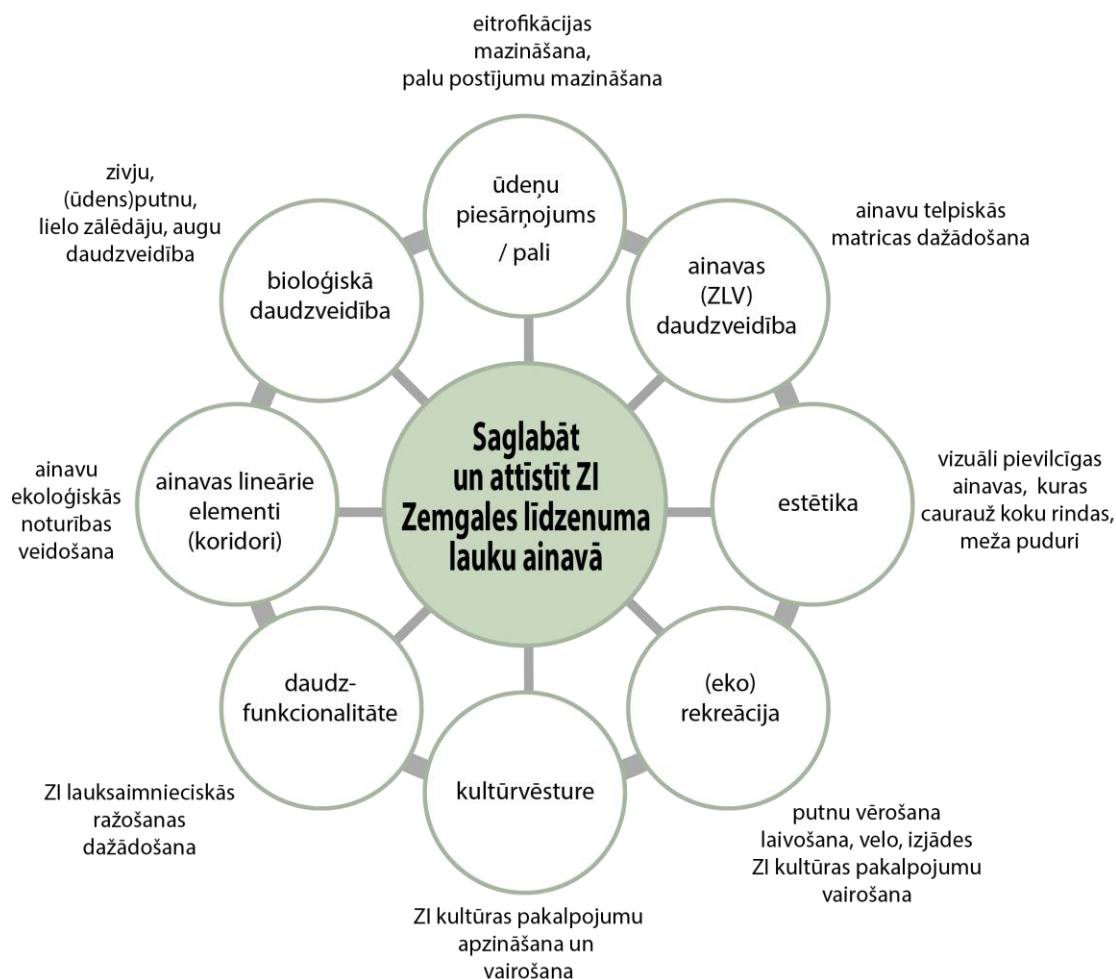 eitrofikācijas
mazināšana,
palu postījumu mazināšana
ūdeņu
piesārņojums
/ pali
zivju,
(ūdens)putnu,
lielo zālēdāju, augu
daudzveidība
bioloģiskā
daudzveidība
ainavu telpiskās
matricas dažādošana
ainavas
(ZLV)
daudzveidība
Saglabāt
un attīstīt ZI
Zemgales līdzenuma
lauku ainavā
ainavu
ekoloģiskās
noturības
veidošana
ainavas lineārie
elementi
(koridori)
estētika
vizuāli pievilcīgas
ainavas, kuras
caurauž koku rindas,
meža puduri
daudz-
funkcionalitāte
ZI lauksaimnieciskās
ražošanas
dažādošana
kultūrvēsture
ZI kultūras pakalpojumu
apzināšana un
vairošana
(eko)
rekreācija
putnu vērošana
laivošana, velo, izjādes
ZI kultūras pakalpojumu
vairošana